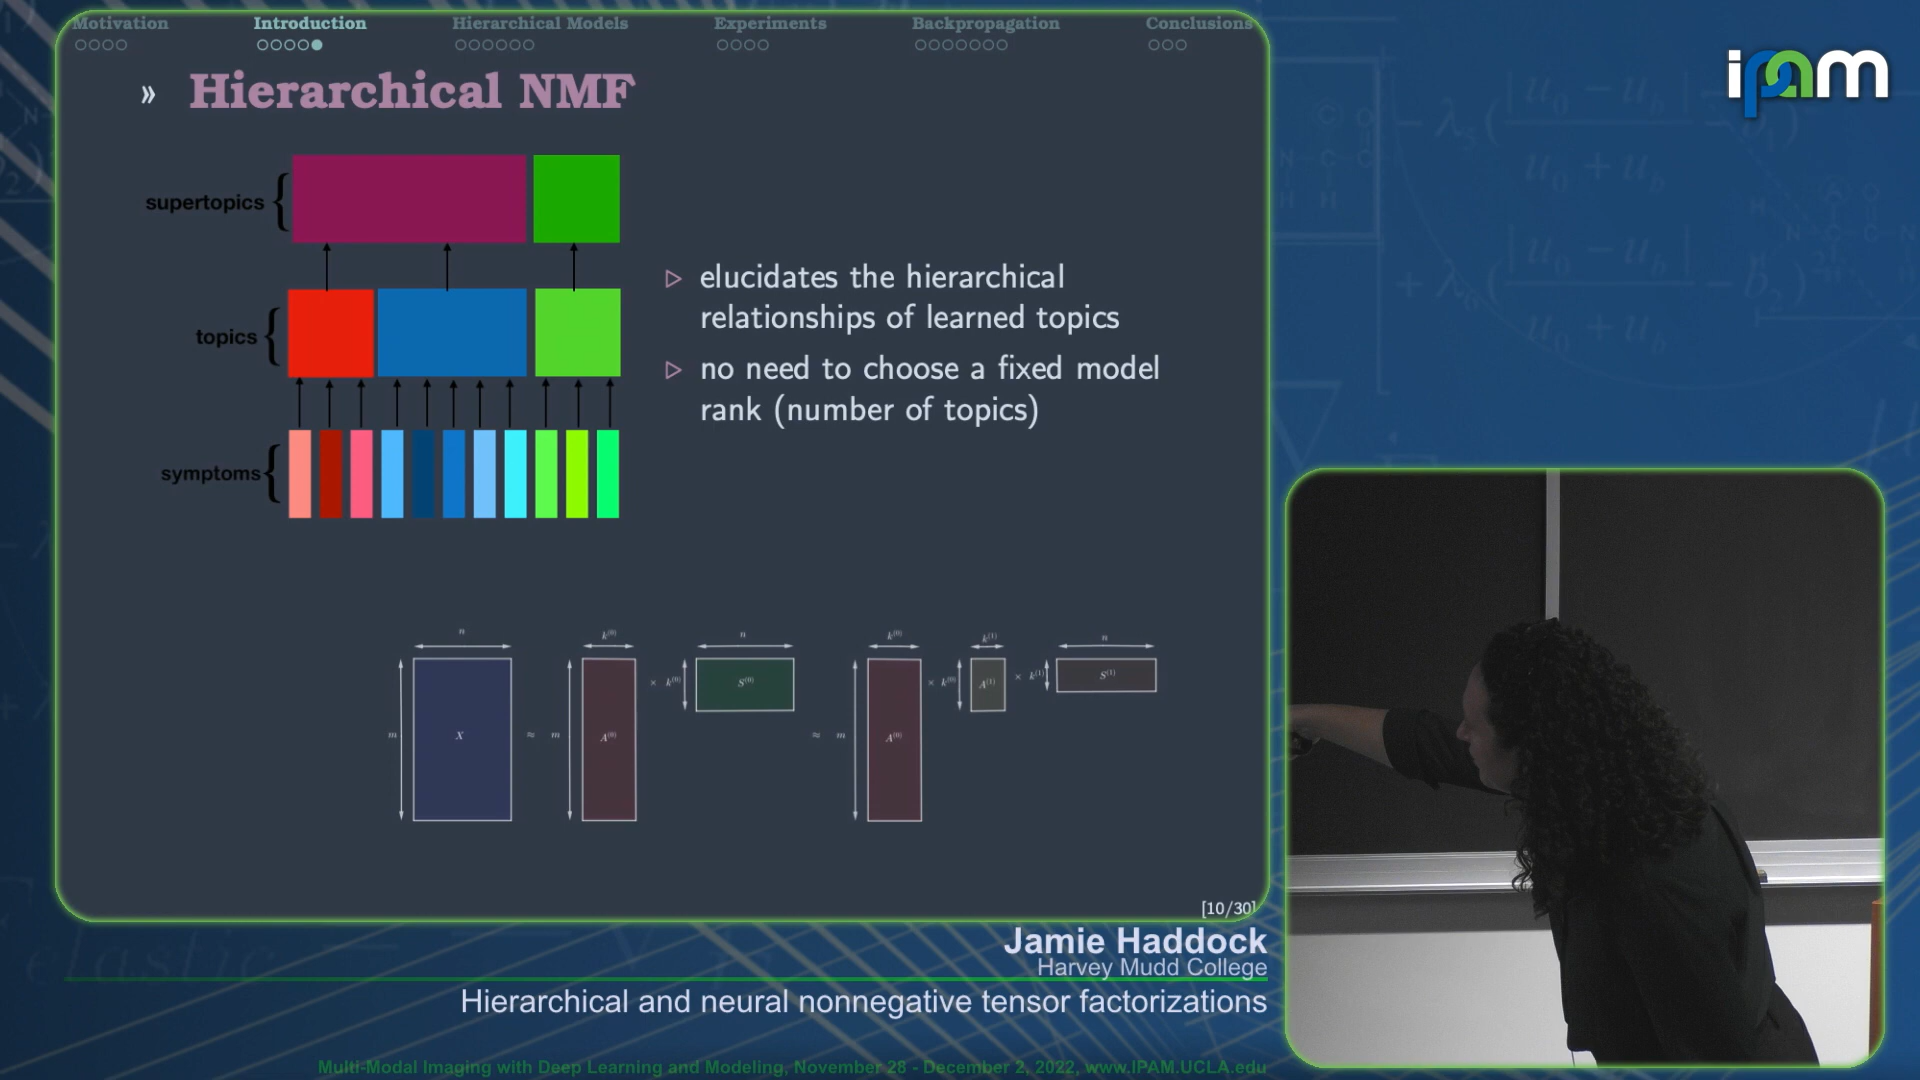 Motivation Introduction Hierarchical Models Experiments Backpropagation Conclusions
» Hierarchical NMF
supertopics
topics
symptoms
▷ elucidates the hierarchical
relationships of learned topics
▷ no need to choose a fixed model
rank (number of topics)
n k⁽⁰⁾ n k⁽⁰⁾ k⁽¹⁾ n
m X ≈ m A⁽⁰⁾ × k⁽⁰⁾ S⁽⁰⁾ ≈ m A⁽⁰⁾ × k⁽⁰⁾ A⁽¹⁾ × k⁽¹⁾ S⁽¹⁾
[10/30]
ipam
Jamie Haddock
Harvey Mudd College
Hierarchical and neural nonnegative tensor factorizations
Multi-Modal Imaging with Deep Learning and Modeling, November 28 - December 2, 2022, www.IPAM.UCLA.edu